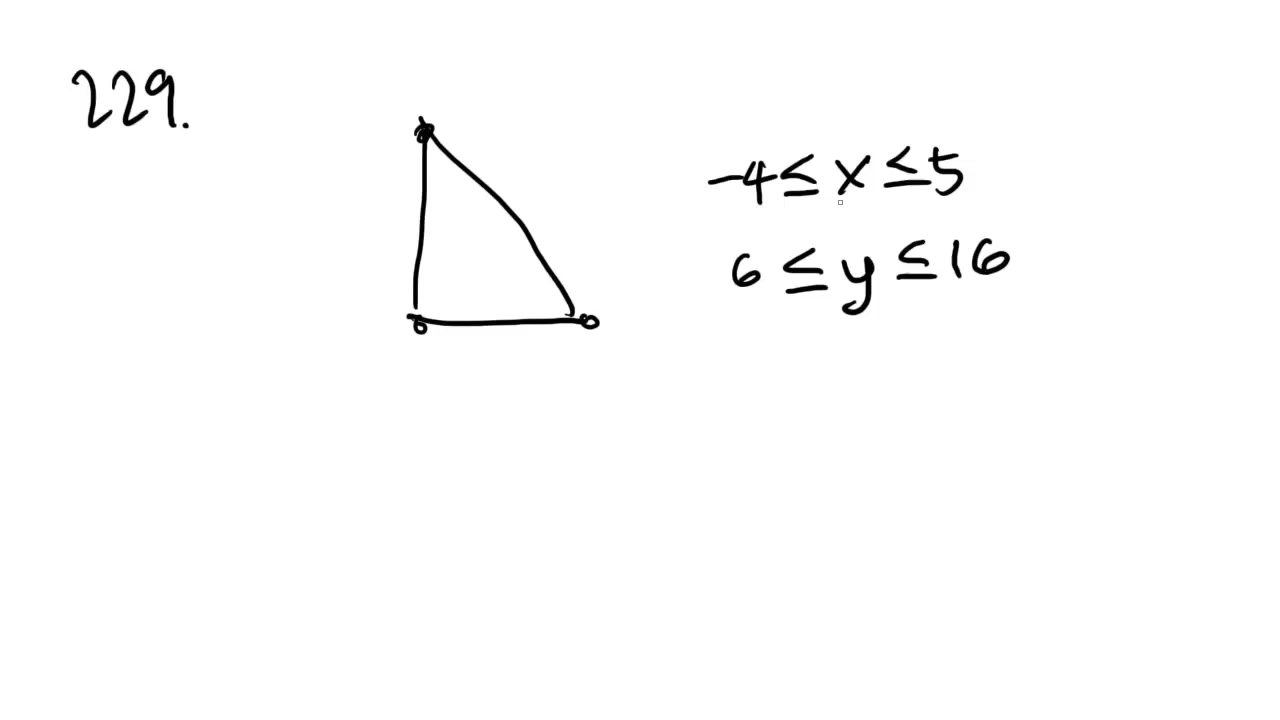 229.
-4 ≤ x ≤ 5
6 ≤ y ≤ 16